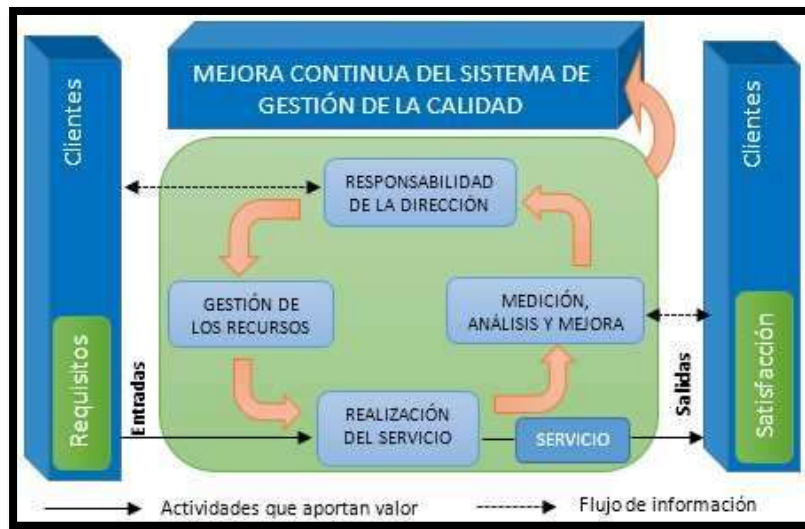 MEJORA CONTINUA DEL SISTEMA DE
GESTIÓN DE LA CALIDAD
Clientes
Requisitos
Entradas
RESPONSABILIDAD
DE LA DIRECCIÓN
GESTIÓN DE
LOS RECURSOS
MEDICIÓN,
ANÁLISIS Y MEJORA
REALIZACIÓN
DEL SERVICIO
SERVICIO
Salidas
Clientes
Satisfacción
Actividades que aportan valor
Flujo de información